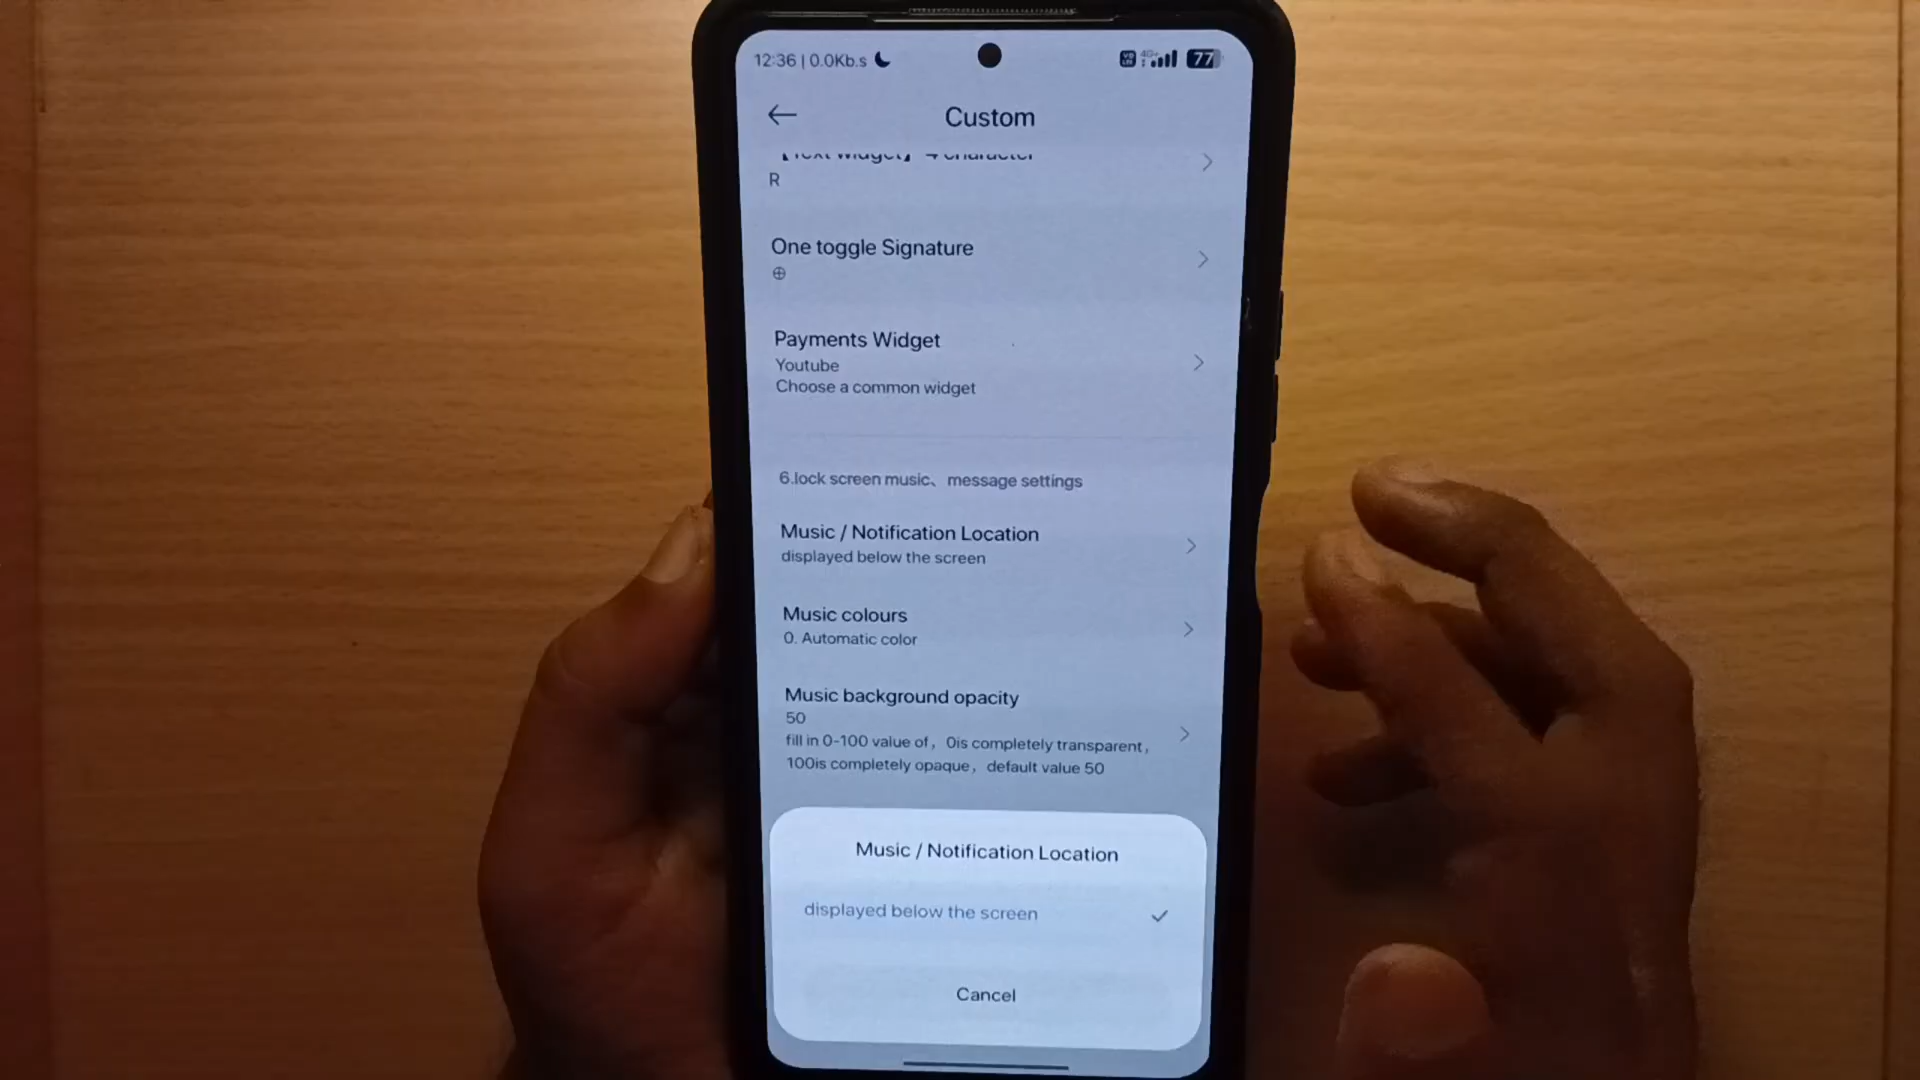 12:36 | 0.0Kb.s
4G+
77
Custom
【Text Widget】 → character
R
One toggle Signature
Payments Widget
Youtube
Choose a common widget
6.lock screen music、 message settings
Music / Notification Location
displayed below the screen
Music colours
0. Automatic color
Music background opacity
50
fill in 0-100 value of，0is completely transparent，
100is completely opaque，default value 50
Music / Notification Location
displayed below the screen
Cancel